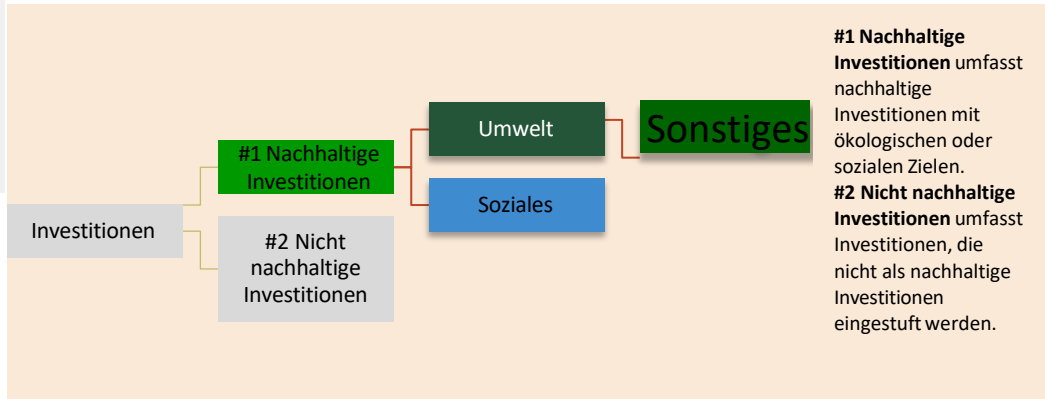 Investitionen
#1 Nachhaltige
Investitionen
#2 Nicht
nachhaltige
Investitionen
Umwelt
Soziales
Sonstiges
#1 Nachhaltige
Investitionen umfasst
nachhaltige
Investitionen mit
ökologischen oder
sozialen Zielen.
#2 Nicht nachhaltige
Investitionen umfasst
Investitionen, die
nicht als nachhaltige
Investitionen
eingestuft werden.